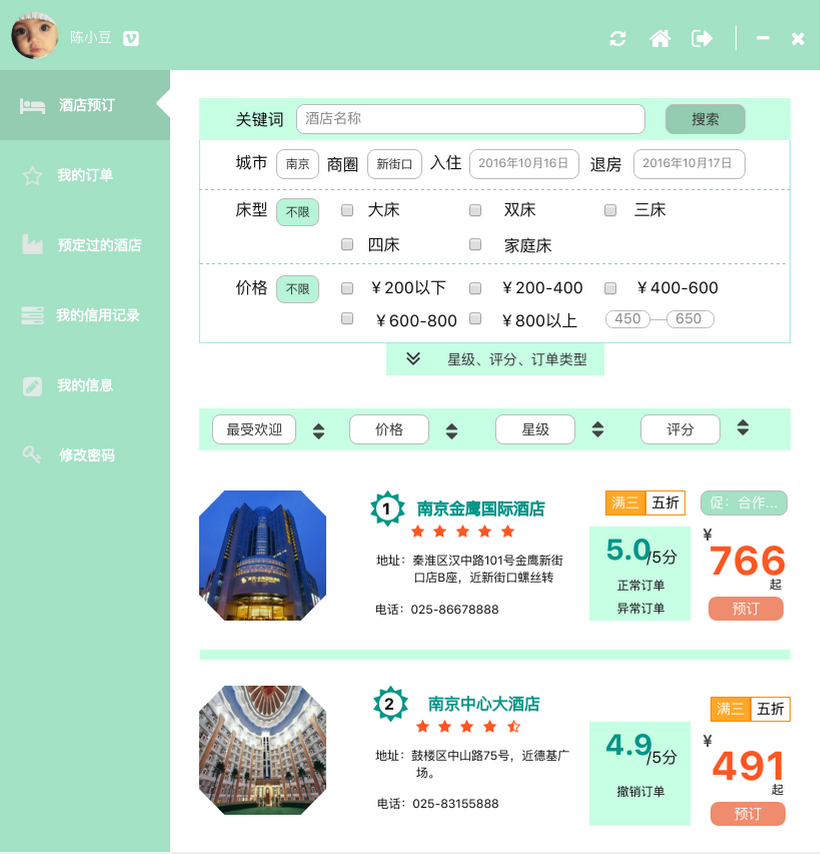 陈小豆
酒店预订
我的订单
预定过的酒店
我的信用记录
我的信息
修改密码
关键词 酒店名称 搜索
城市 南京 商圈 新街口 入住 2016年10月16日 退房 2016年10月17日
床型 不限 大床 双床 三床
四床 家庭床
价格 不限 ￥200以下 ￥200-400 ￥400-600
￥600-800 ￥800以上 450 — 650
星级、评分、订单类型
最受欢迎 价格 星级 评分
1 南京金鹰国际酒店
地址：秦淮区汉中路101号金鹰新街
口店B座，近新街口螺丝转
电话：025-86678888
满三 五折 促：合作...
5.0/5分
正常订单
异常订单
¥
766
起
预订
2 南京中心大酒店
地址：鼓楼区中山路75号，近德基广
场。
电话：025-83155888
满三 五折
4.9/5分
撤销订单
¥
491
起
预订